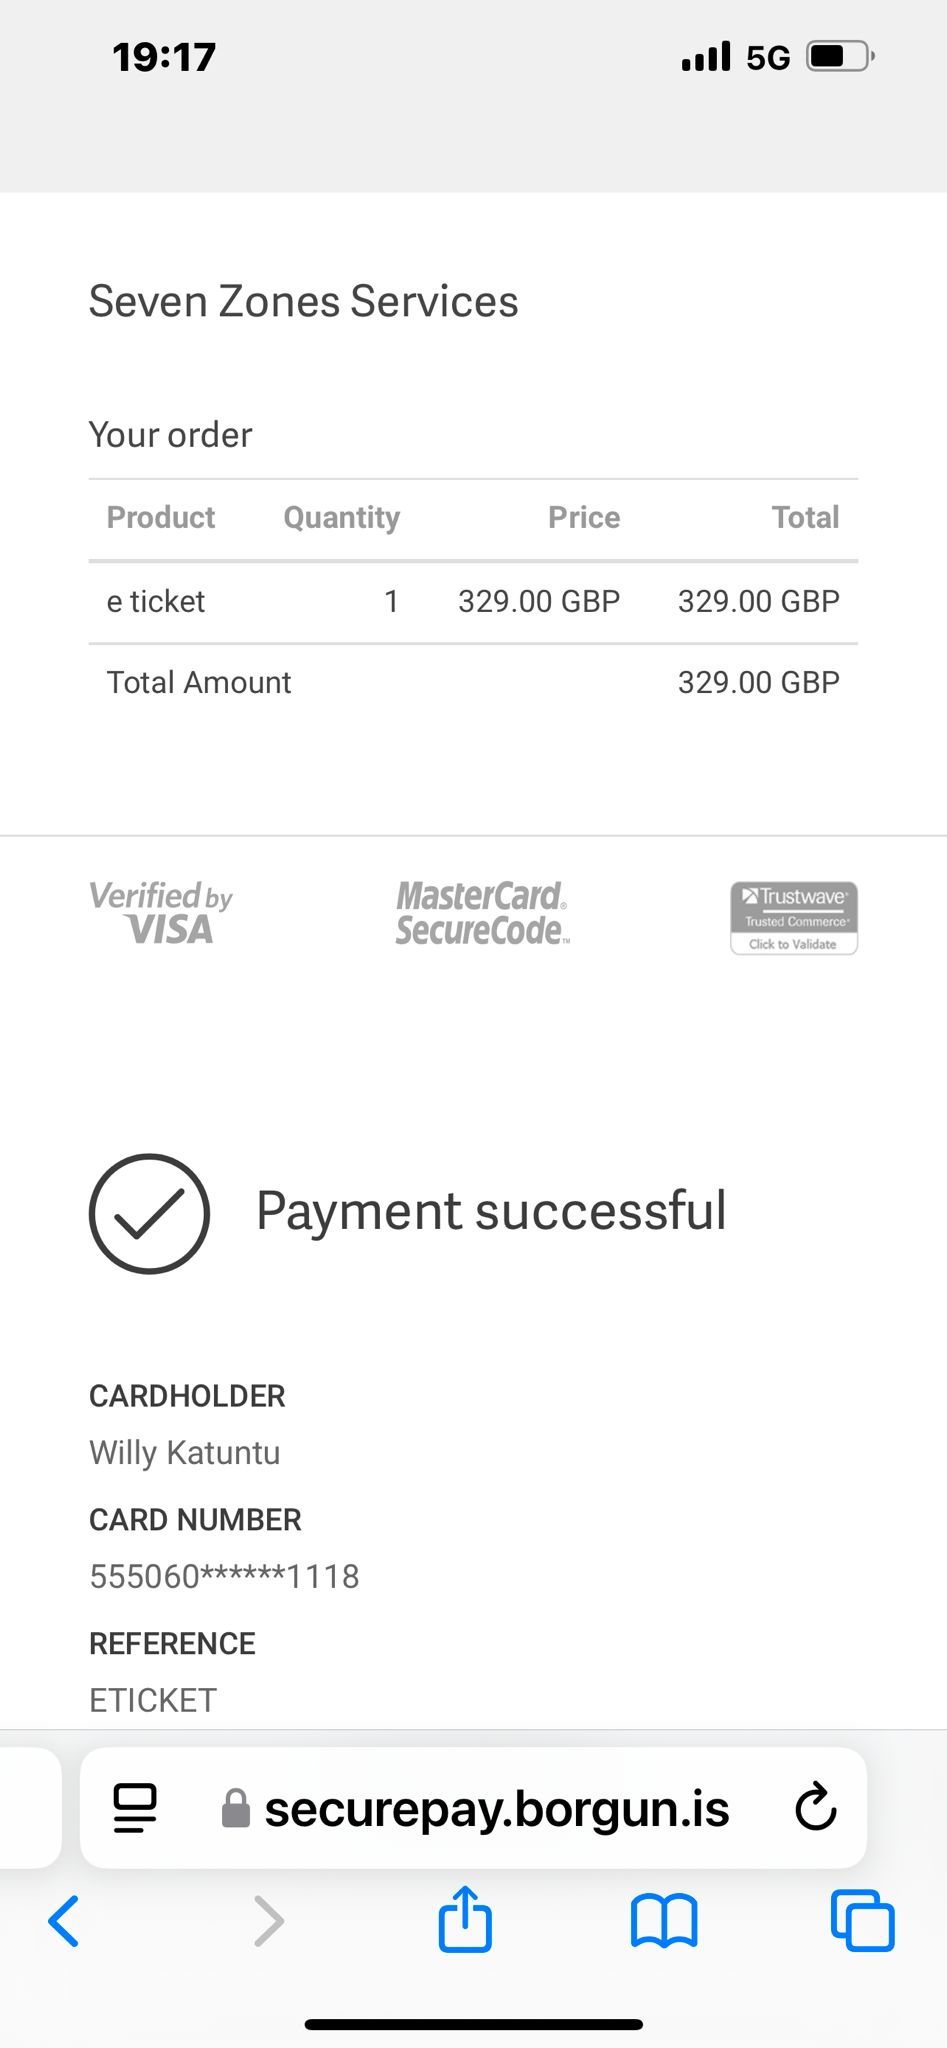 19:17 5G
Seven Zones Services
Your order
Product Quantity Price Total
e ticket 1 329.00 GBP 329.00 GBP
Total Amount 329.00 GBP
Verified by
VISA
MasterCard®
SecureCode™
Trustwave®
Trusted Commerce®
Click to Validate
Payment successful
CARDHOLDER
Willy Katuntu
CARD NUMBER
555060******1118
REFERENCE
ETICKET
securepay.borgun.is